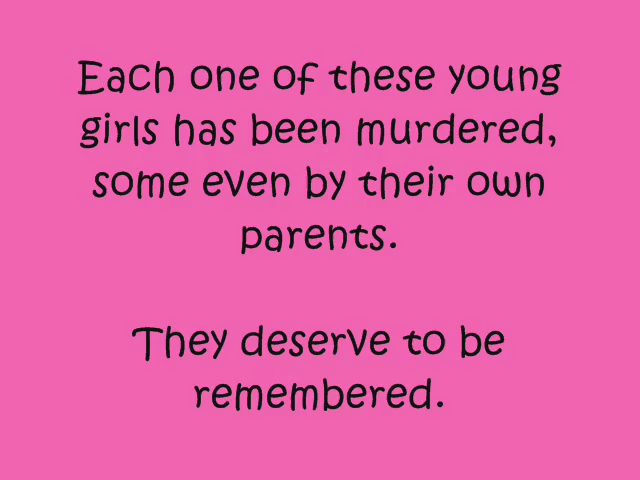 Each one of these young
girls has been murdered,
some even by their own
parents.
They deserve to be
remembered.